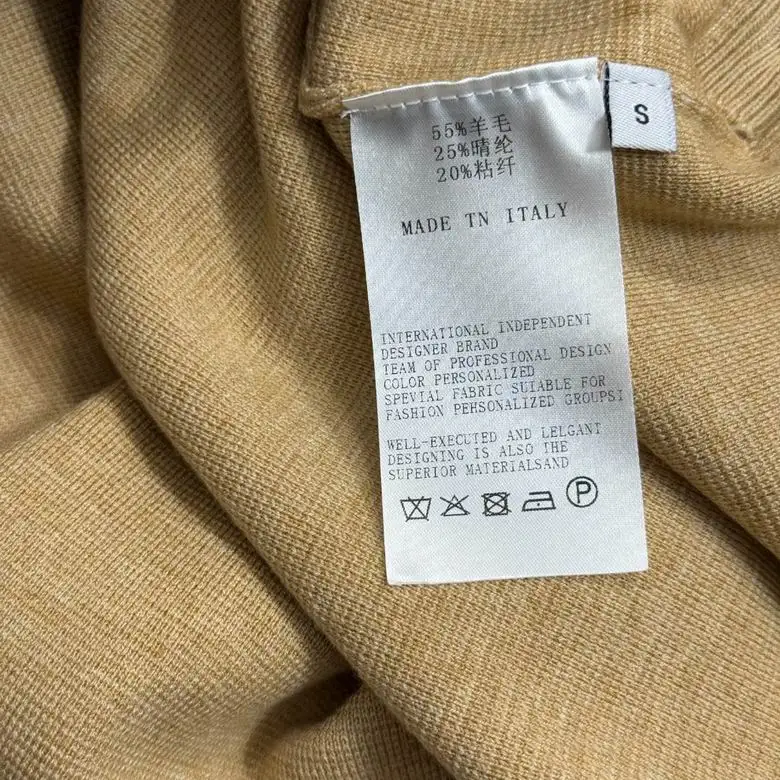 55%羊毛
25%晴纶
20%粘纤
S
MADE TN ITALY
INTERNATIONAL INDEPENDENT
DESIGNER BRAND
TEAM OF PROFESSIONAL DESIGN
COLOR PERSONALIZED
SPEVIAL FABRIC SUIABLE FOR
FASHION PEHSONALIZED GROUPSI
WELL-EXECUTED AND LELGANT
DESIGNING IS ALSO THE
SUPERIOR MATERIALSAND
P